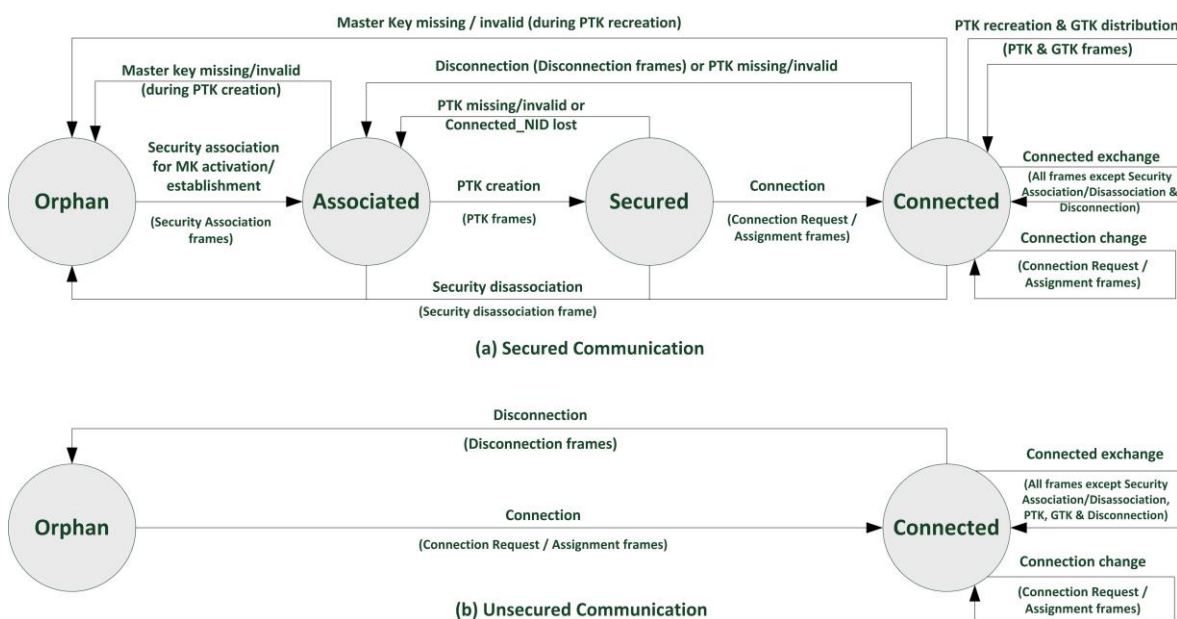 Master Key missing / invalid (during PTK recreation)
PTK recreation & GTK distribution
(PTK & GTK frames)
Master key missing/invalid
(during PTK creation)
Disconnection (Disconnection frames) or PTK missing/invalid
PTK missing/invalid or
Connected_NID lost
Security association
for MK activation/
establishment
(Security Association
frames)
PTK creation
(PTK frames)
Connection
(Connection Request /
Assignment frames)
Connected exchange
(All frames except Security
Association/Disassociation &
Disconnection)
Connection change
(Connection Request /
Assignment frames)
Orphan
Associated
Secured
Connected
Security disassociation
(Security disassociation frame)
(a) Secured Communication
Disconnection
(Disconnection frames)
Connected exchange
(All frames except Security
Association/Disassociation,
PTK, GTK & Disconnection)
Orphan
Connection
(Connection Request / Assignment frames)
Connected
Connection change
(Connection Request /
Assignment frames)
(b) Unsecured Communication